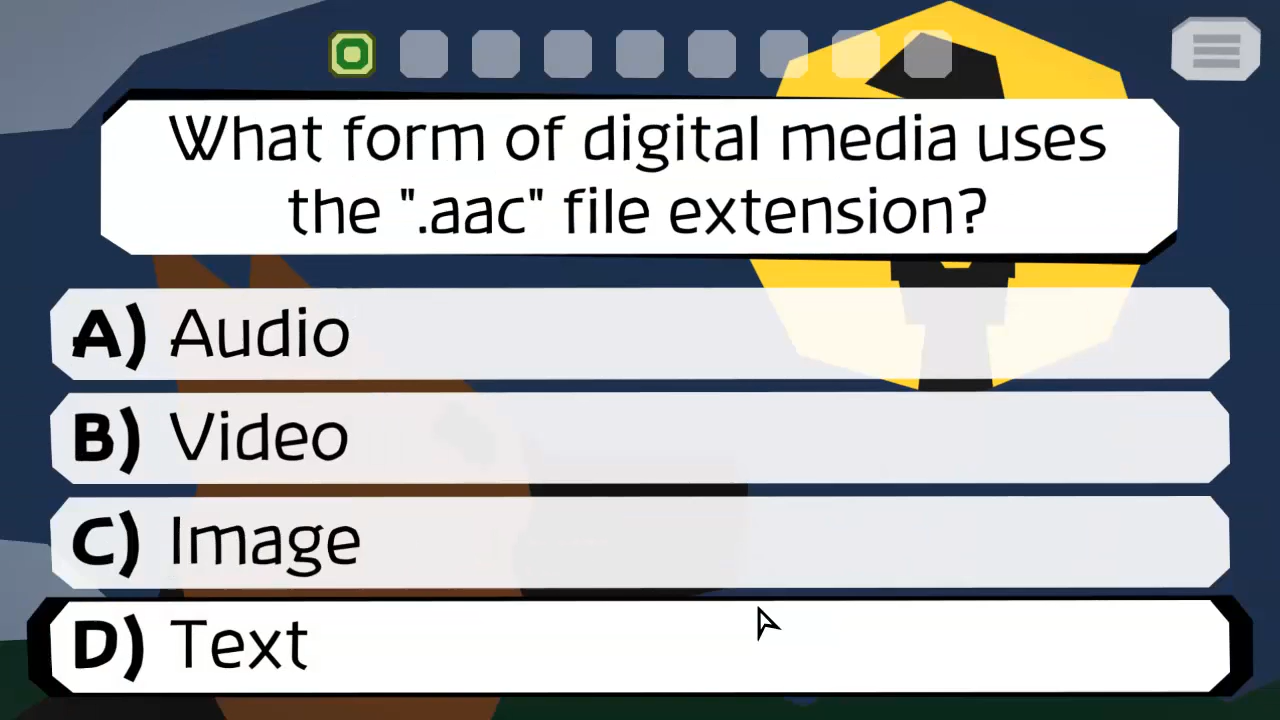 What form of digital media uses
the ".aac" file extension?
A) Audio
B) Video
C) Image
D) Text